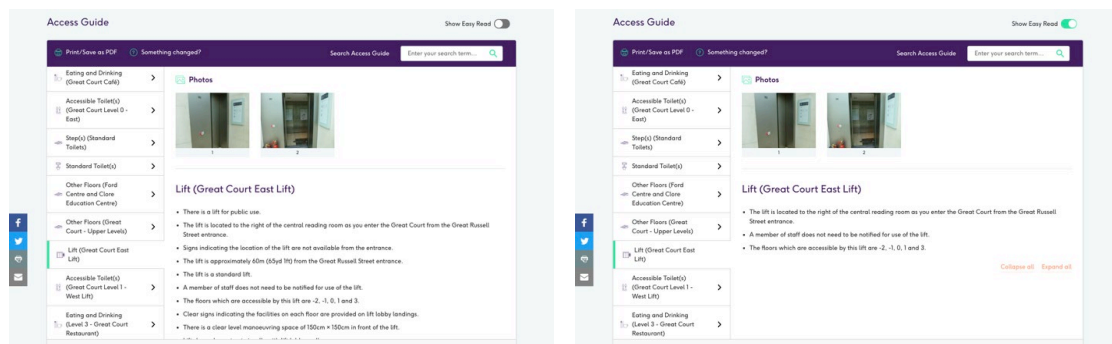 Access Guide
Show Easy Read
Print/Save as PDF
Something changed?
Search Access Guide
Enter your search term...
Eating and Drinking
(Great Court Café)
Accessible Toilet(s)
(Great Court Level 0 -
East)
Step(s) (Standard
Toilets)
Standard Toilet(s)
Other Floors (Ford
Centre and Clore
Education Centre)
Other Floors (Great
Court - Upper Levels)
Lift (Great Court East
Lift)
Accessible Toilet(s)
(Great Court Level 1 -
West Lift)
Eating and Drinking
(Level 3 - Great Court
Restaurant)
Photos
1
2
Lift (Great Court East Lift)
• There is a lift for public use.
• The lift is located to the right of the central reading room as you enter the Great Court from the Great Russell
Street entrance.
• Signs indicating the location of the lift are not available from the entrance.
• The lift is approximately 60m (65yd 1ft) from the Great Russell Street entrance.
• The lift is a standard lift.
• A member of staff does not need to be notified for use of the lift.
• The floors which are accessible by this lift are -2, -1, 0, 1 and 3.
• Clear signs indicating the facilities on each floor are provided on lift lobby landings.
• There is a clear level manoeuvring space of 150cm x 150cm in front of the lift.
Access Guide
Show Easy Read
Print/Save as PDF
Something changed?
Search Access Guide
Enter your search term...
Eating and Drinking
(Great Court Café)
Accessible Toilet(s)
(Great Court Level 0 -
East)
Step(s) (Standard
Toilets)
Standard Toilet(s)
Other Floors (Ford
Centre and Clore
Education Centre)
Other Floors (Great
Court - Upper Levels)
Lift (Great Court East
Lift)
Accessible Toilet(s)
(Great Court Level 1 -
West Lift)
Eating and Drinking
(Level 3 - Great Court
Restaurant)
Photos
1
2
Lift (Great Court East Lift)
• The lift is located to the right of the central reading room as you enter the Great Court from the Great Russell
Street entrance.
• A member of staff does not need to be notified for use of the lift.
• The floors which are accessible by this lift are -2, -1, 0, 1 and 3.
Collapse all Expand all